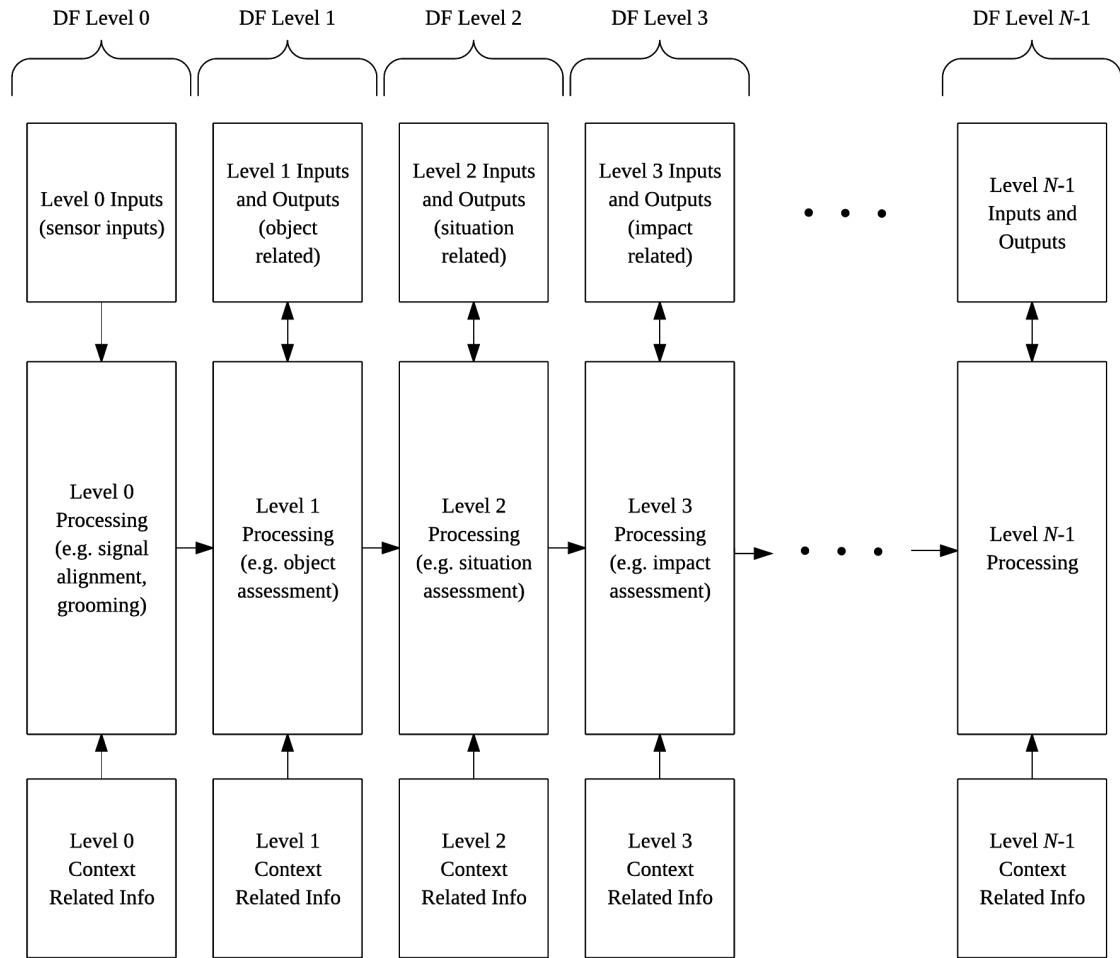 DF Level 0
DF Level 1
DF Level 2
DF Level 3
DF Level N-1
Level 0 Inputs
(sensor inputs)
Level 1 Inputs
and Outputs
(object
related)
Level 2 Inputs
and Outputs
(situation
related)
Level 3 Inputs
and Outputs
(impact
related)
Level N-1
Inputs and
Outputs
Level 0
Processing
(e.g. signal
alignment,
grooming)
Level 1
Processing
(e.g. object
assessment)
Level 2
Processing
(e.g. situation
assessment)
Level 3
Processing
(e.g. impact
assessment)
Level N-1
Processing
Level 0
Context
Related Info
Level 1
Context
Related Info
Level 2
Context
Related Info
Level 3
Context
Related Info
Level N-1
Context
Related Info